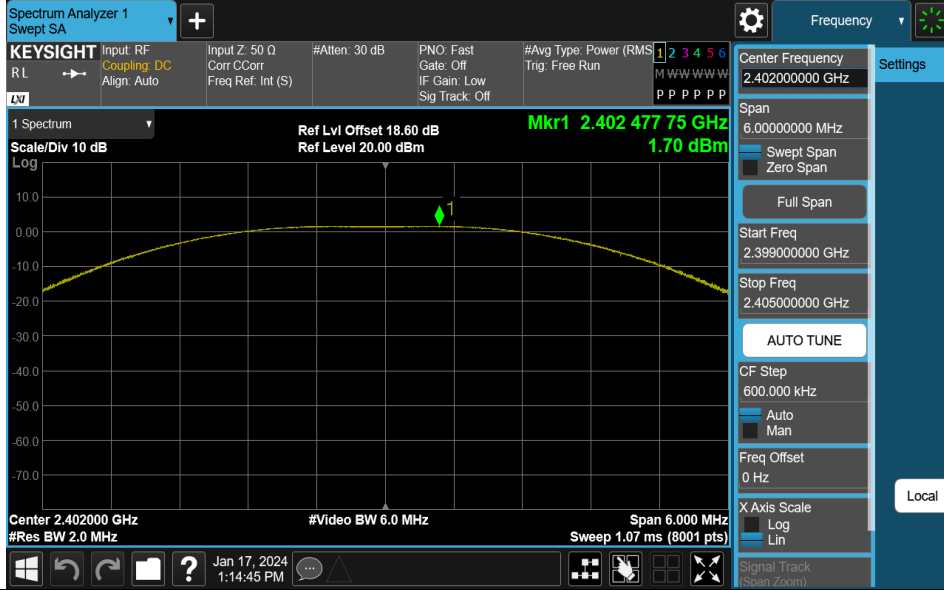 Spectrum Analyzer 1
Swept SA
+
Frequency
KEYSIGHT
R L
LXI
Input: RF
Coupling: DC
Align: Auto
Input Z: 50 Ω
Corr CCorr
Freq Ref: Int (S)
#Atten: 30 dB
PNO: Fast
Gate: Off
IF Gain: Low
Sig Track: Off
#Avg Type: Power (RMS
Trig: Free Run
1 2 3 4 5 6
M W W W W W
P P P P P P
1 Spectrum
Scale/Div 10 dB
Log
Ref Lvl Offset 18.60 dB
Ref Level 20.00 dBm
Mkr1 2.402 477 75 GHz
1.70 dBm
1
10.0
0.00
-10.0
-20.0
-30.0
-40.0
-50.0
-60.0
-70.0
Center 2.402000 GHz
#Res BW 2.0 MHz
#Video BW 6.0 MHz
Span 6.000 MHz
Sweep 1.07 ms (8001 pts)
Center Frequency
2.402000000 GHz
Span
6.00000000 MHz
Swept Span
Zero Span
Full Span
Start Freq
2.399000000 GHz
Stop Freq
2.405000000 GHz
AUTO TUNE
CF Step
600.000 kHz
Auto
Man
Freq Offset
0 Hz
X Axis Scale
Log
Lin
Signal Track
(Span Zoom)
Settings
Local
?
Jan 17, 2024
1:14:45 PM